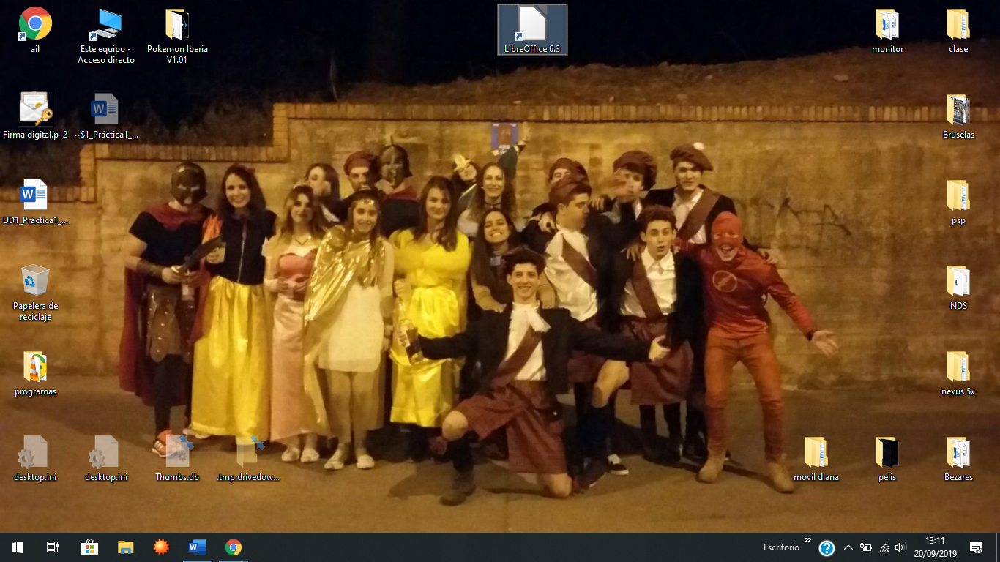 ail
Este equipo -
Acceso directo
Pokemon Iberia
V1.01
LibreOffice 6.3
monitor
clase
Firma digital.p12
~$1_Práctica1_...
Bruselas
UD1_Práctica1_...
psp
Papelera de
reciclaje
NDS
programas
nexus 5x
desktop.ini
desktop.ini
Thumbs.db
.tmp.drivedow...
movil diana
pelis
Bezares
Escritorio
13:11
20/09/2019